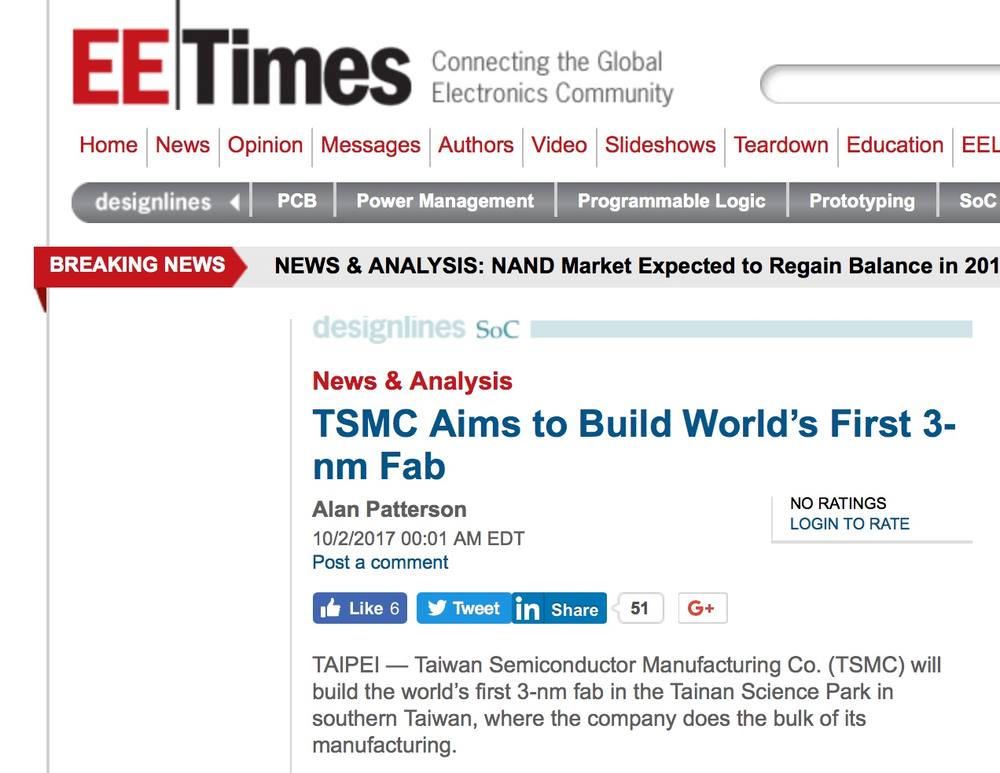 EETimes
Connecting the Global
Electronics Community
Home News Opinion Messages Authors Video Slideshows Teardown Education EEL
designlines PCB Power Management Programmable Logic Prototyping SoC
BREAKING NEWS NEWS & ANALYSIS: NAND Market Expected to Regain Balance in 201
designlines SoC
News & Analysis
TSMC Aims to Build World’s First 3-
nm Fab
Alan Patterson
10/2/2017 00:01 AM EDT
Post a comment
NO RATINGS
LOGIN TO RATE
Like 6 Tweet in Share 51 G+
TAIPEI — Taiwan Semiconductor Manufacturing Co. (TSMC) will
build the world’s first 3-nm fab in the Tainan Science Park in
southern Taiwan, where the company does the bulk of its
manufacturing.